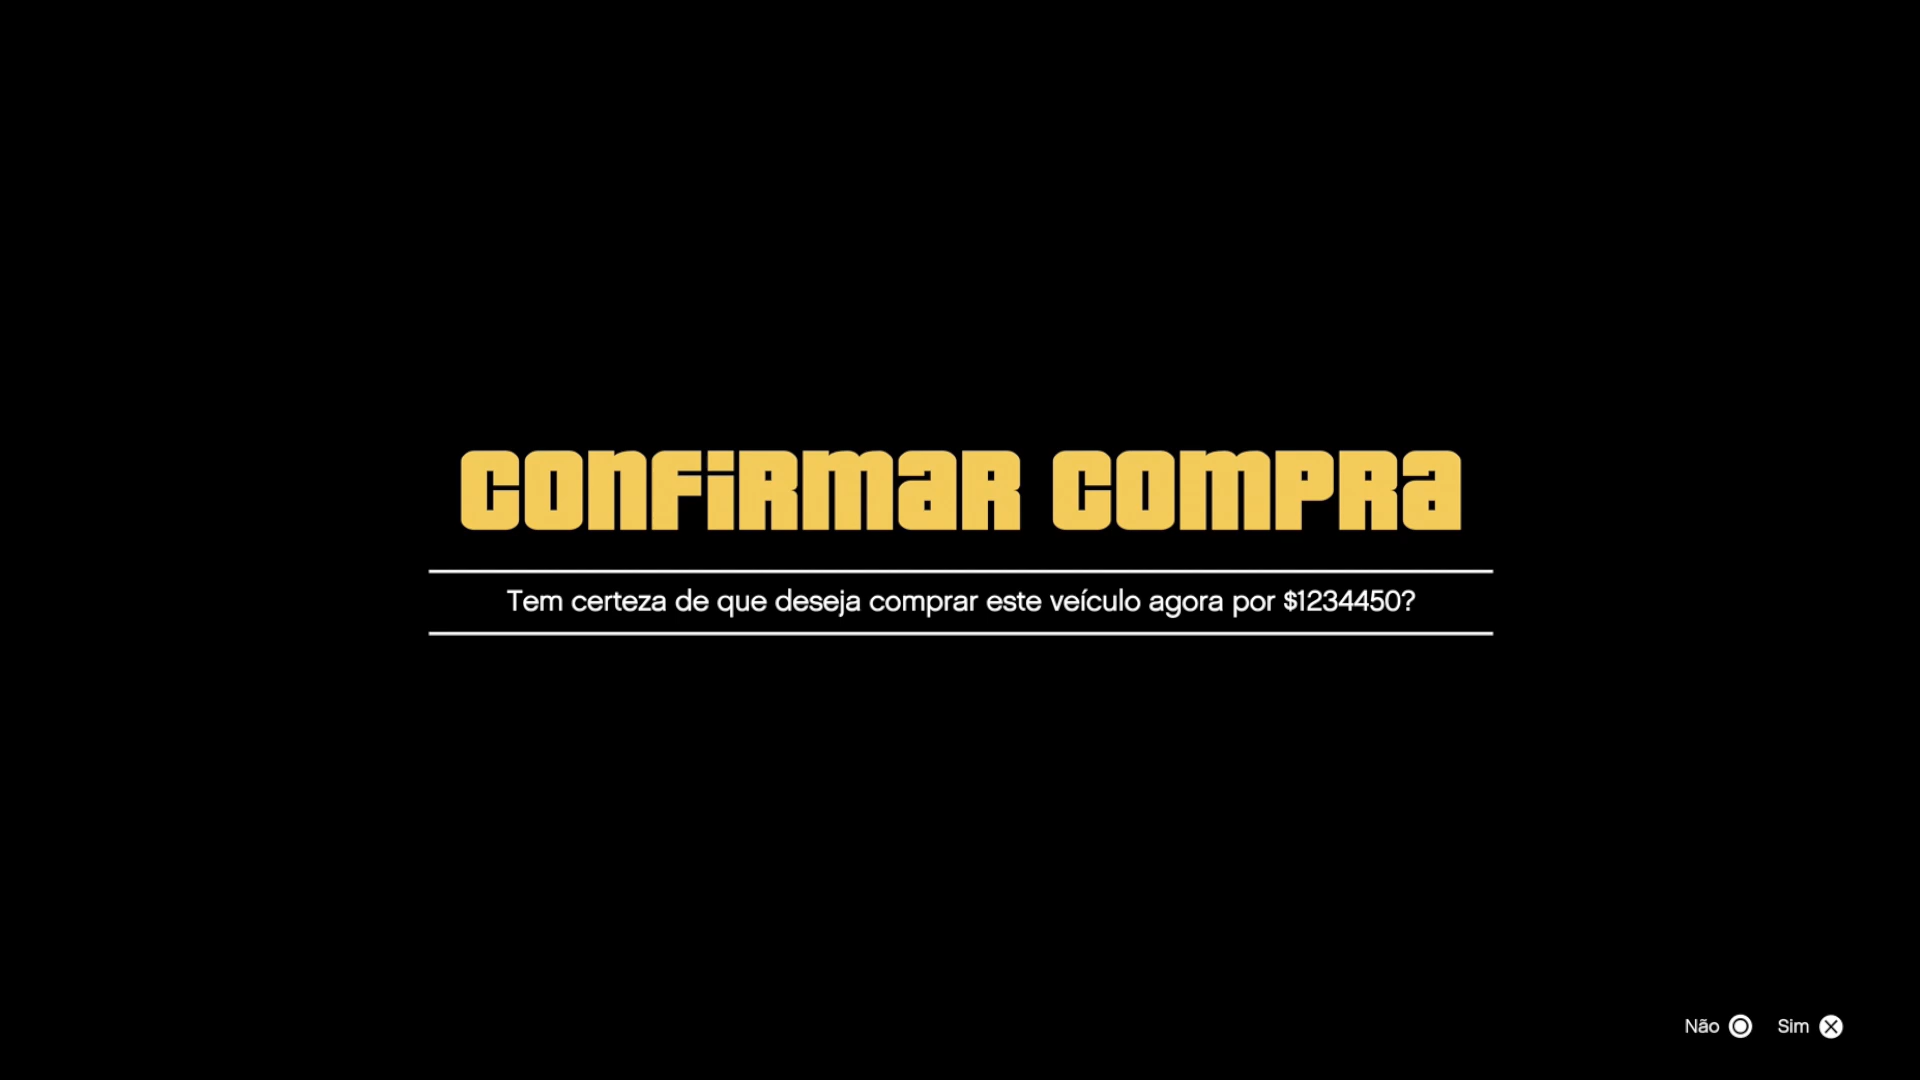 CONFIRMAR COMPRA
Tem certeza de que deseja comprar este veículo agora por $1234450?
Não Sim